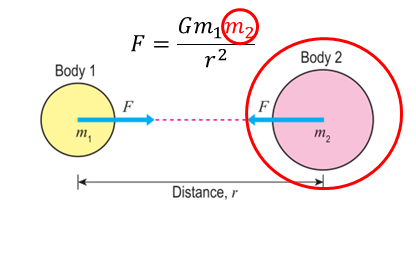 F = Gm₁m₂ / r²
Body 1
Body 2
F
F
m₁
m₂
Distance, r